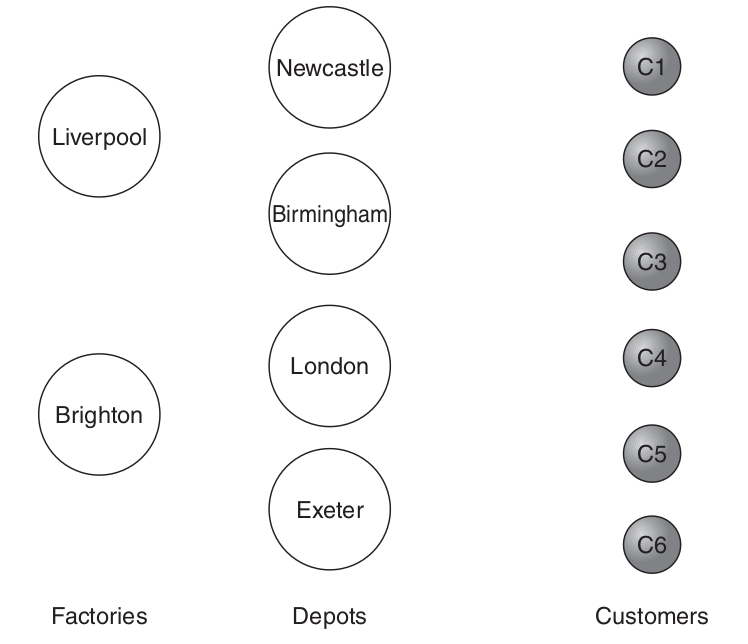 Newcastle
C1
Liverpool
C2
Birmingham
C3
London
C4
Brighton
C5
Exeter
C6
Factories
Depots
Customers